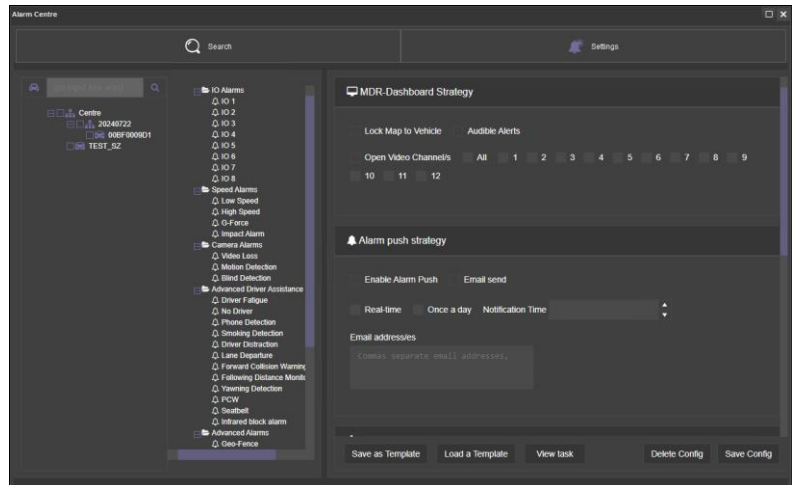 Alarm Centre
Search
Settings
Centre
20240722
00BF0009D1
TEST_SZ
IO Alarms
IO 1
IO 2
IO 3
IO 4
IO 5
IO 6
IO 7
IO 8
Speed Alarms
Low Speed
High Speed
G-Force
Impact Alarm
Camera Alarms
Video Loss
Motion Detection
Blind Detection
Advanced Driver Assistance
Driver Fatigue
No Driver
Phone Detection
Smoking Detection
Driver Distraction
Lane Departure
Forward Collision Warning
Following Distance Monito
Yawning Detection
PCW
Seatbelt
Infrared block alarm
Advanced Alarms
Geo-Fence
MDR-Dashboard Strategy
Lock Map to Vehicle Audible Alerts
Open Video Channel/s All 1 2 3 4 5 6 7 8 9
10 11 12
Alarm push strategy
Enable Alarm Push Email send
Real-time Once a day Notification Time
Email address/es
Commas separate email addresses,
Save as Template Load a Template View task Delete Config Save Config